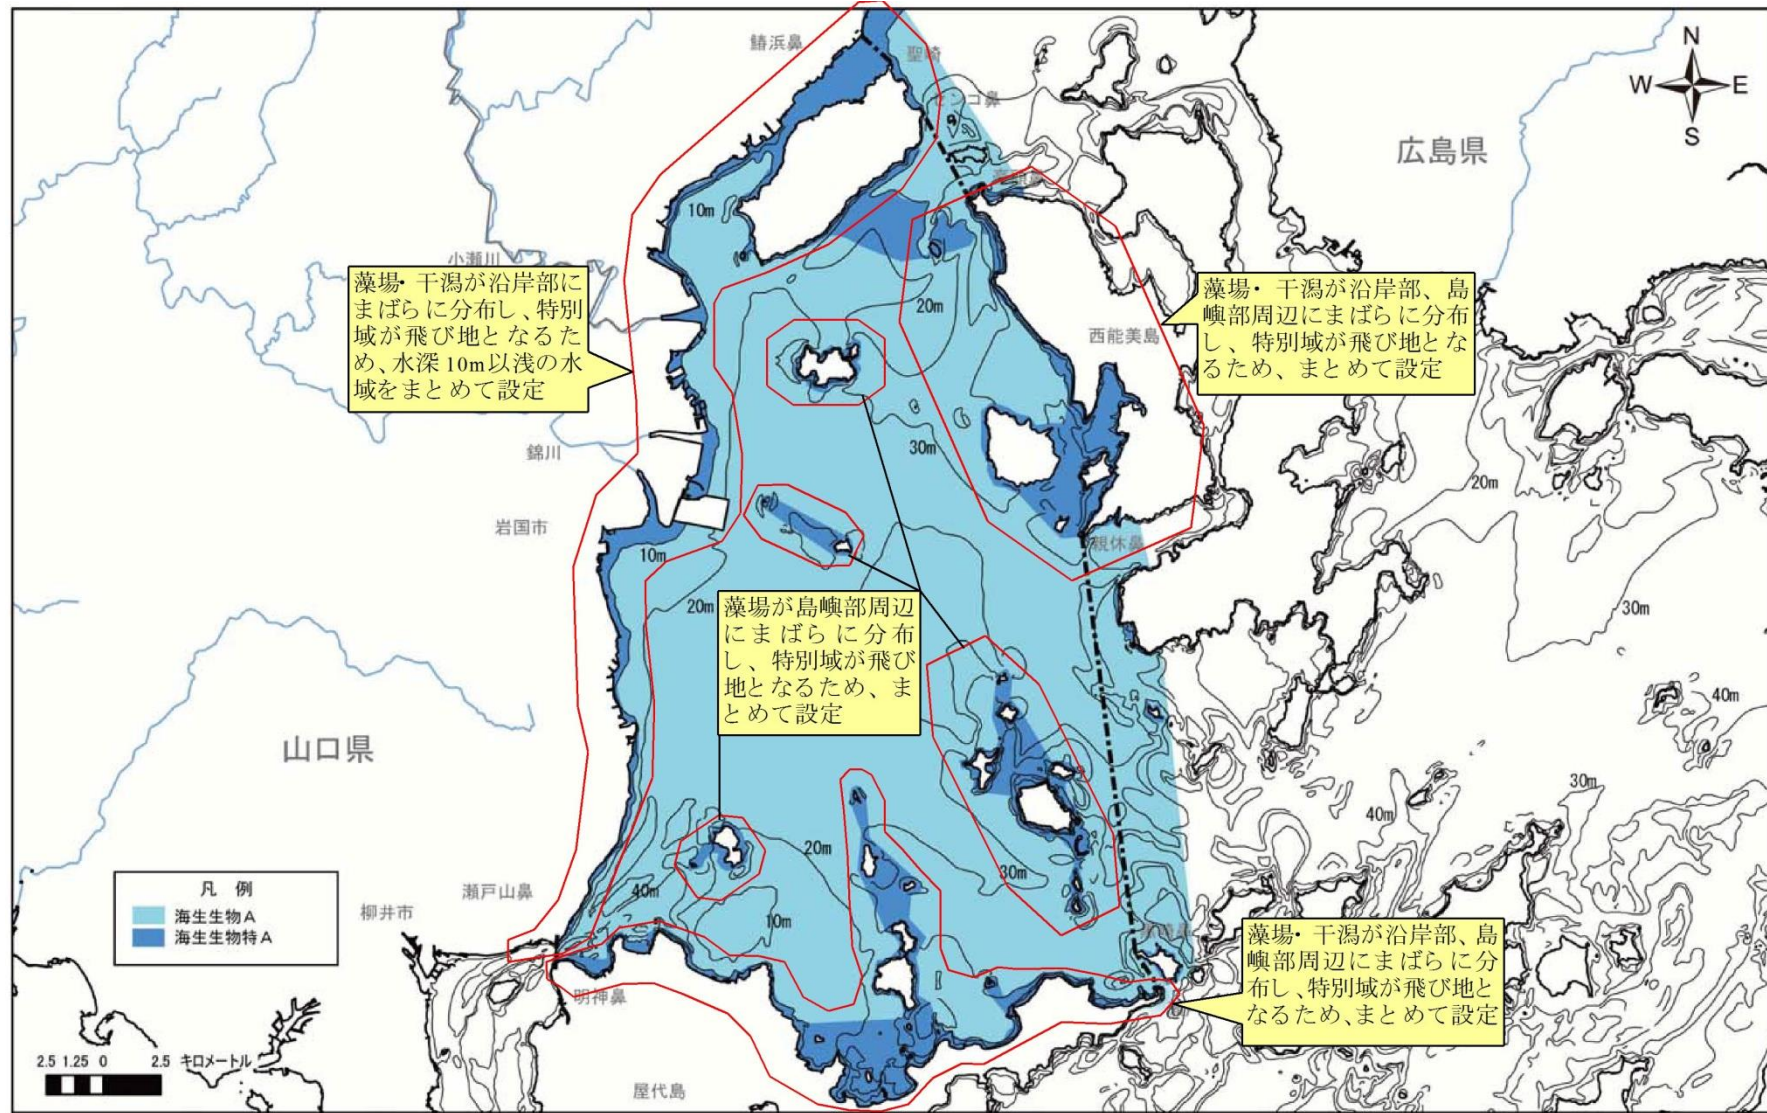 鰆浜鼻
聖崎
センコ鼻
N
W
E
S
広島県
10m
小瀬川
藻場・干潟が沿岸部に
まばらに分布し、特別
域が飛び地となるた
め、水深10m以浅の水
域をまとめて設定
20m
西能美島
藻場・干潟が沿岸部、島
嶼部周辺にまばらに分布
し、特別域が飛び地とな
るため、まとめて設定
30m
錦川
20m
岩国市
10m
親休鼻
20m
30m
藻場が島嶼部周辺
にまばらに分布
し、特別域が飛び
地となるため、ま
とめて設定
40m
山口県
30m
40m
20m
30m
凡 例
海生生物A
海生生物特A
瀬戸山鼻
柳井市
40m
10m
藻場・干潟が沿岸部、島
嶼部周辺にまばらに分
布し、特別域が飛び地と
なるため、まとめて設定
明神鼻
2.5 1.25 0 2.5 キロメートル
屋代島